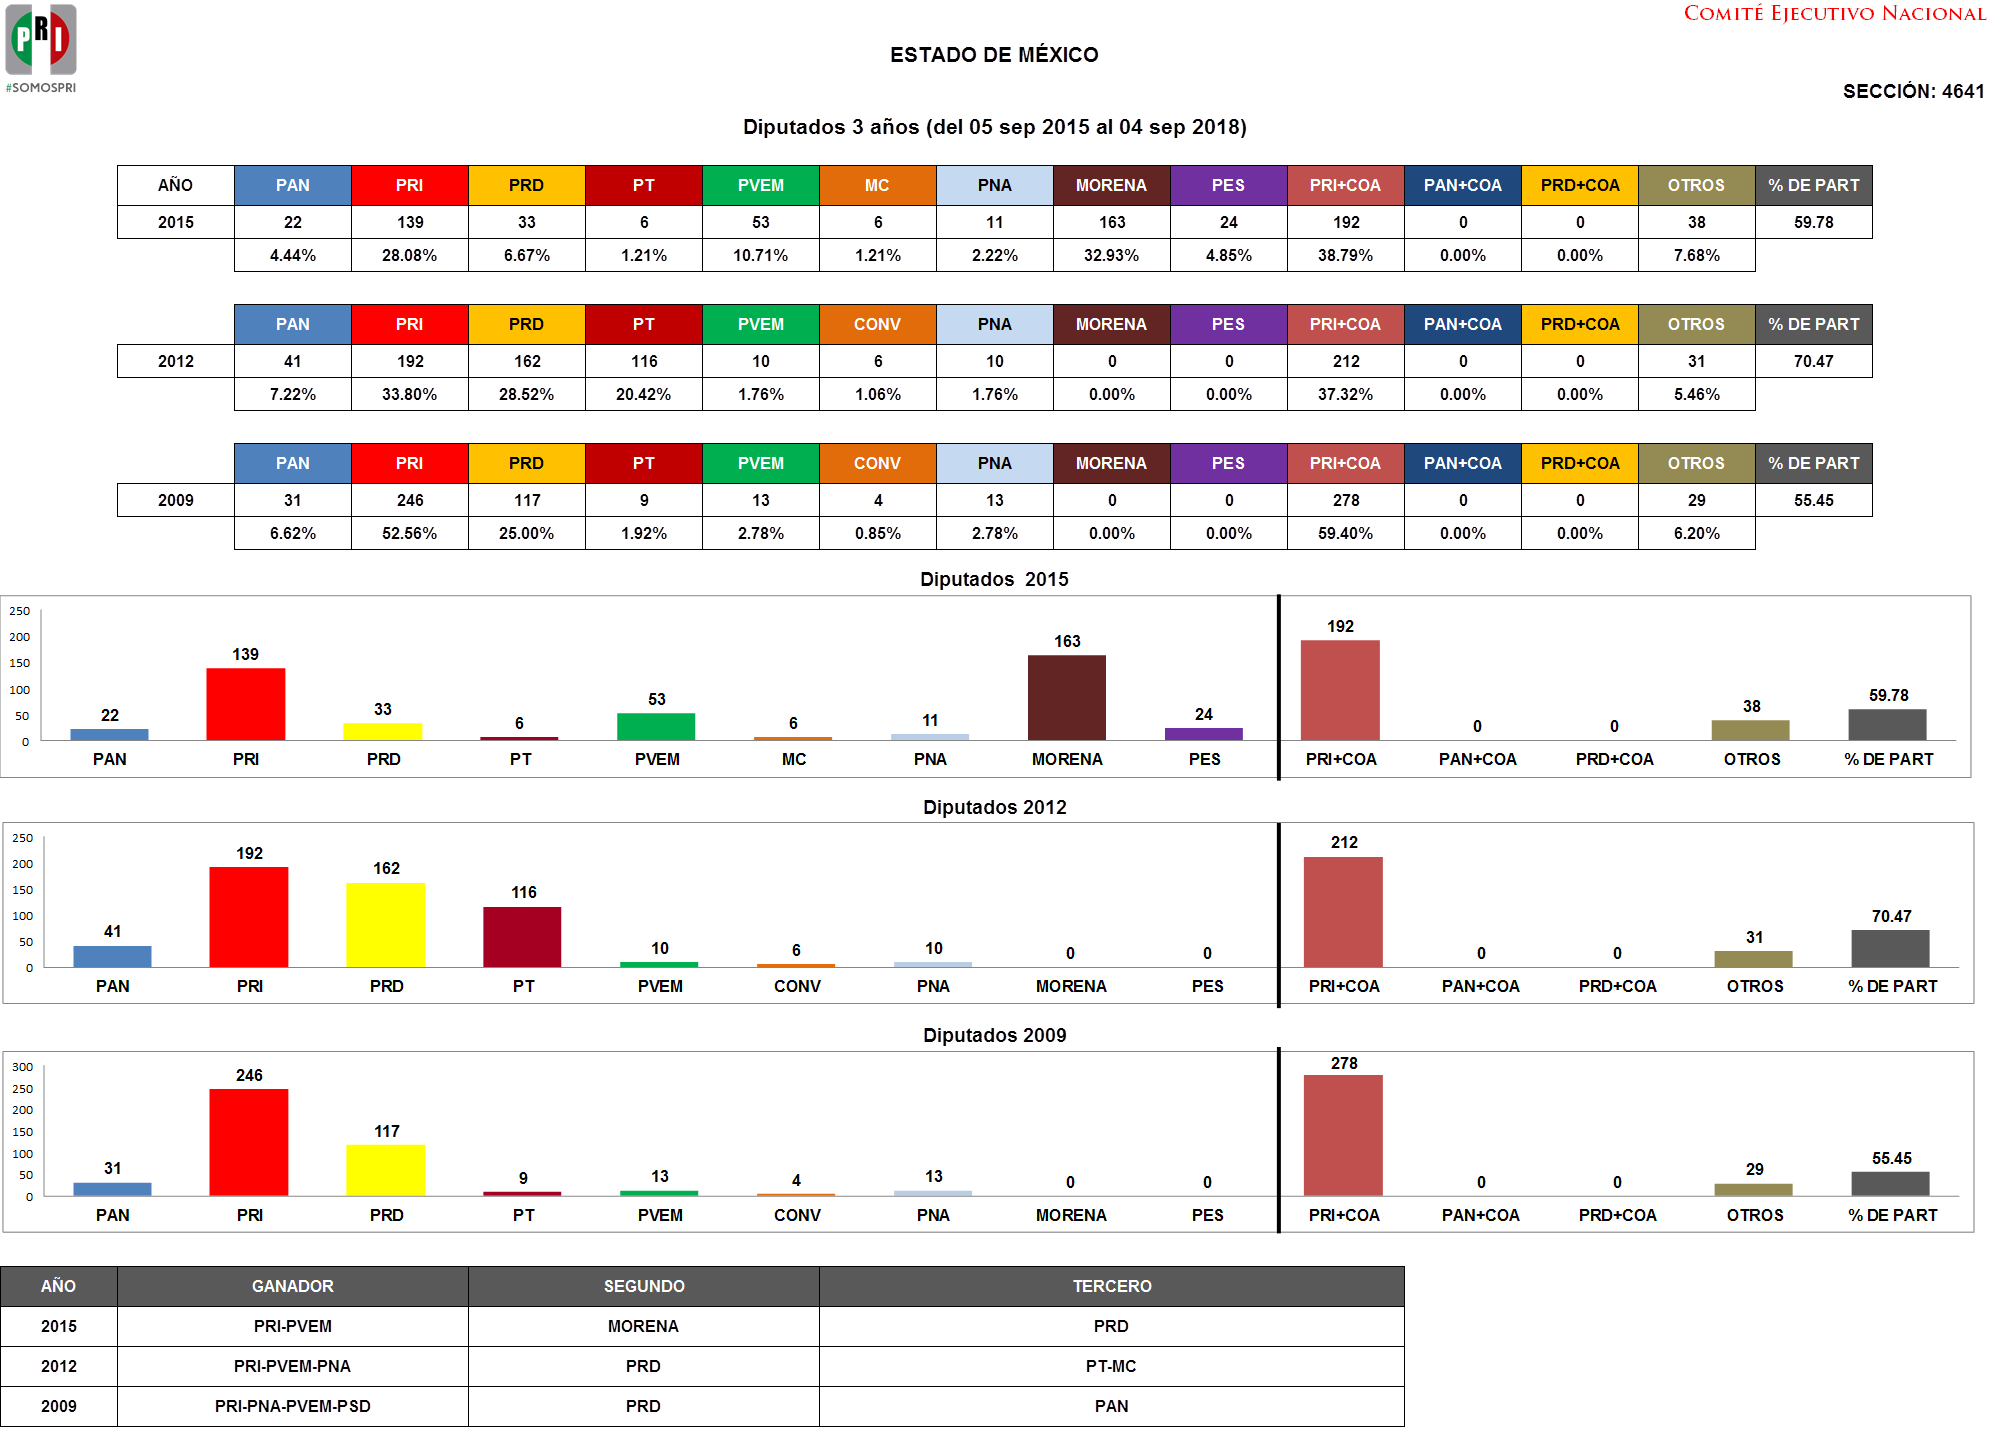 PRI
#SOMOSPRI
COMITÉ EJECUTIVO NACIONAL
ESTADO DE MÉXICO
SECCIÓN: 4641
Diputados 3 años (del 05 sep 2015 al 04 sep 2018)
AÑO PAN PRI PRD PT PVEM MC PNA MORENA PES PRI+COA PAN+COA PRD+COA OTROS % DE PART
2015 22 139 33 6 53 6 11 163 24 192 0 0 38 59.78
4.44% 28.08% 6.67% 1.21% 10.71% 1.21% 2.22% 32.93% 4.85% 38.79% 0.00% 0.00% 7.68%
PAN PRI PRD PT PVEM CONV PNA MORENA PES PRI+COA PAN+COA PRD+COA OTROS % DE PART
2012 41 192 162 116 10 6 10 0 0 212 0 0 31 70.47
7.22% 33.80% 28.52% 20.42% 1.76% 1.06% 1.76% 0.00% 0.00% 37.32% 0.00% 0.00% 5.46%
PAN PRI PRD PT PVEM CONV PNA MORENA PES PRI+COA PAN+COA PRD+COA OTROS % DE PART
2009 31 246 117 9 13 4 13 0 0 278 0 0 29 55.45
6.62% 52.56% 25.00% 1.92% 2.78% 0.85% 2.78% 0.00% 0.00% 59.40% 0.00% 0.00% 6.20%
Diputados 2015
250
200
150
100
50
0
22 139 33 6 53 6 11 163 24 192 0 0 38 59.78
PAN PRI PRD PT PVEM MC PNA MORENA PES PRI+COA PAN+COA PRD+COA OTROS % DE PART
Diputados 2012
250
200
150
100
50
0
41 192 162 116 10 6 10 0 0 212 0 0 31 70.47
PAN PRI PRD PT PVEM CONV PNA MORENA PES PRI+COA PAN+COA PRD+COA OTROS % DE PART
Diputados 2009
300
250
200
150
100
50
0
31 246 117 9 13 4 13 0 0 278 0 0 29 55.45
PAN PRI PRD PT PVEM CONV PNA MORENA PES PRI+COA PAN+COA PRD+COA OTROS % DE PART
AÑO GANADOR SEGUNDO TERCERO
2015 PRI-PVEM MORENA PRD
2012 PRI-PVEM-PNA PRD PT-MC
2009 PRI-PNA-PVEM-PSD PRD PAN